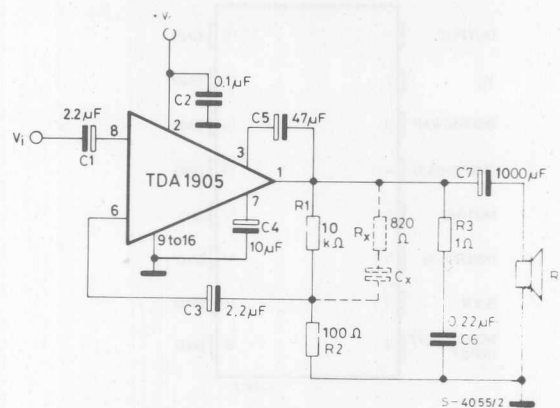 + Vs
0.1µF
C2
2.2µF
C5
47µF
Vi
C1
8
2
3
TDA 1905
1
C7
1000µF
R1
10
kΩ
Rx
820
Ω
R3
1Ω
6
7
C4
10µF
9 to 16
Cx
C3
2,2µF
0.22µF
C6
100Ω
R2
S-4055/2